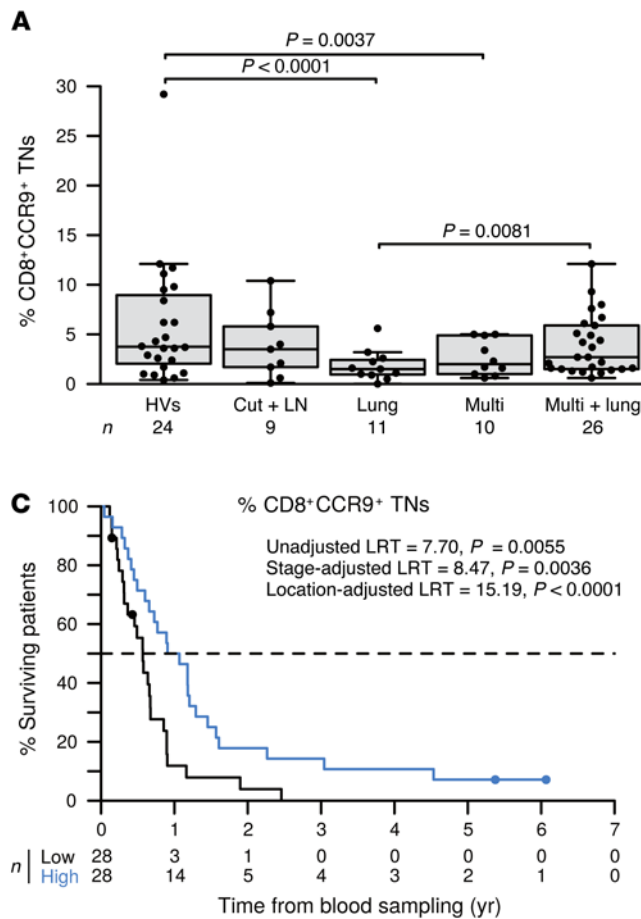 A
P = 0.0037
P < 0.0001
P = 0.0081
% CD8+CCR9+ TNs
30
25
20
15
10
5
0
HVs Cut + LN Lung Multi Multi + lung
n 24 9 11 10 26
C
% CD8+CCR9+ TNs
Unadjusted LRT = 7.70, P = 0.0055
Stage-adjusted LRT = 8.47, P = 0.0036
Location-adjusted LRT = 15.19, P < 0.0001
% Surviving patients
100
80
60
40
20
0
0 1 2 3 4 5 6 7
n
Low 28 3 1 0 0 0 0 0
High 28 14 5 4 3 2 1 0
Time from blood sampling (yr)